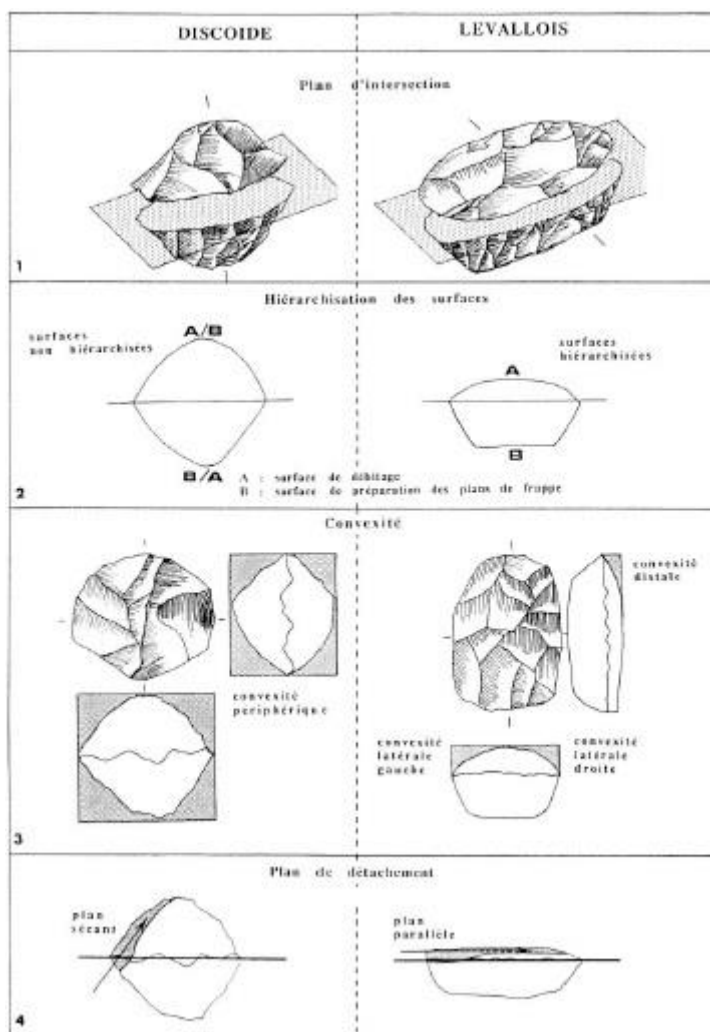 DISCOIDE
LEVALLOIS
Plan d'intersection
1
Hiérarchisation des surfaces
surfaces
non hiérarchisées
A/B
B/A
surfaces
hiérarchisées
A
B
A : surface de débitage
B : surface de préparation des plans de frappe
2
Convexité
convexité
périphérique
convexité
distale
convexité
latérale
gauche
convexité
latérale
droite
3
Plan de détachement
plan
sécant
plan
parallèle
4